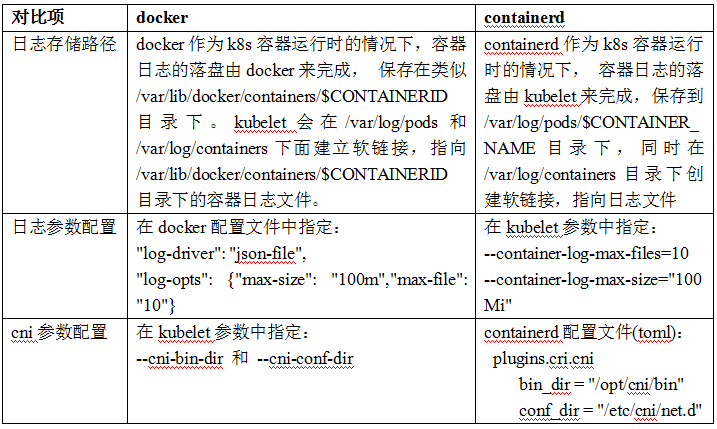 对比项
docker
containerd
日志存储路径
docker 作为 k8s 容器运行时的情况下，容器
日志的落盘由 docker 来完成， 保存在类似
/var/lib/docker/containers/$CONTAINERID
目录下。kubelet 会在 /var/log/pods 和
/var/log/containers 下面建立软链接，指向
/var/lib/docker/containers/$CONTAINERID
目录下的容器日志文件。
containerd 作为 k8s 容器运行
时的情况下， 容器日志的落
盘由 kubelet 来完成，保存到
/var/log/pods/$CONTAINER_
NAME 目录下，同时在
/var/log/containers 目录下创
建软链接，指向日志文件
日志参数配置
在 docker 配置文件中指定：
"log-driver": "json-file",
"log-opts": {"max-size": "100m","max-file":
"10"}
在 kubelet 参数中指定：
--container-log-max-files=10
--container-log-max-size="100
Mi"
cni 参数配置
在 kubelet 参数中指定：
--cni-bin-dir 和 --cni-conf-dir
containerd 配置文件(toml)：
plugins.cri.cni
bin_dir = "/opt/cni/bin"
conf_dir = "/etc/cni/net.d"